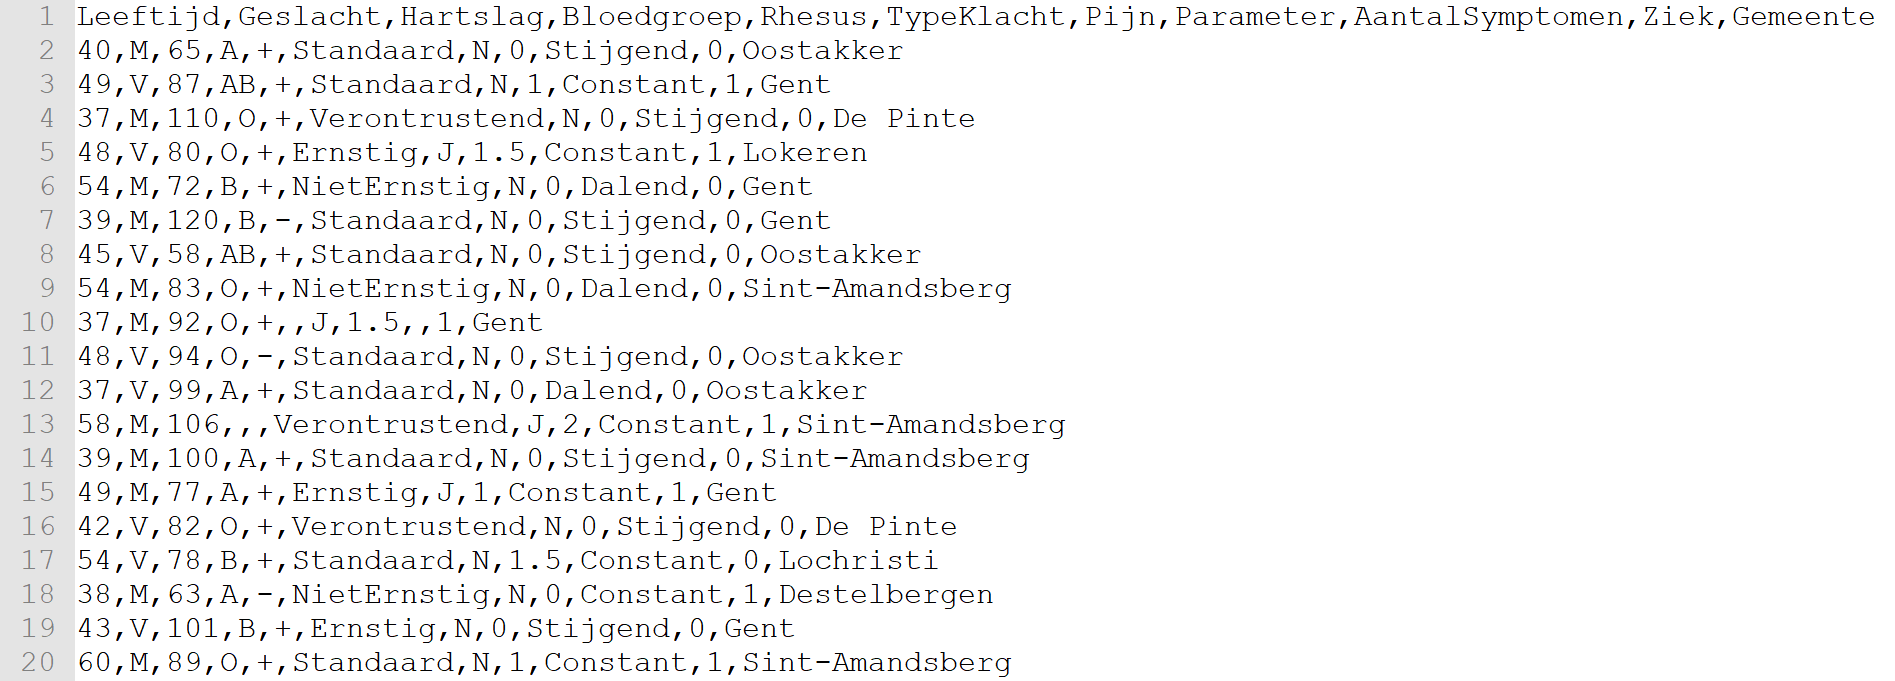 1 Leeftijd,Geslacht,Hartslag,Bloedgroep,Rhesus,TypeKlacht,Pijn,Parameter,AantalSymptomen,Ziek,Gemeente
2 40,M,65,A,+,Standaard,N,0,Stijgend,0,Oostakker
3 49,V,87,AB,+,Standaard,N,1,Constant,1,Gent
4 37,M,110,O,+,Verontrustend,N,0,Stijgend,0,De Pinte
5 48,V,80,O,+,Ernstig,J,1.5,Constant,1,Lokeren
6 54,M,72,B,+,NietErnstig,N,0,Dalend,0,Gent
7 39,M,120,B,-,Standaard,N,0,Stijgend,0,Gent
8 45,V,58,AB,+,Standaard,N,0,Stijgend,0,Oostakker
9 54,M,83,O,+,NietErnstig,N,0,Dalend,0,Sint-Amandsberg
10 37,M,92,O,+,,J,1.5,,1,Gent
11 48,V,94,O,-,Standaard,N,0,Stijgend,0,Oostakker
12 37,V,99,A,+,Standaard,N,0,Dalend,0,Oostakker
13 58,M,106,,,Verontrustend,J,2,Constant,1,Sint-Amandsberg
14 39,M,100,A,+,Standaard,N,0,Stijgend,0,Sint-Amandsberg
15 49,M,77,A,+,Ernstig,J,1,Constant,1,Gent
16 42,V,82,O,+,Verontrustend,N,0,Stijgend,0,De Pinte
17 54,V,78,B,+,Standaard,N,1.5,Constant,0,Lochristi
18 38,M,63,A,-,NietErnstig,N,0,Constant,1,Destelbergen
19 43,V,101,B,+,Ernstig,N,0,Stijgend,0,Gent
20 60,M,89,O,+,Standaard,N,1,Constant,1,Sint-Amandsberg